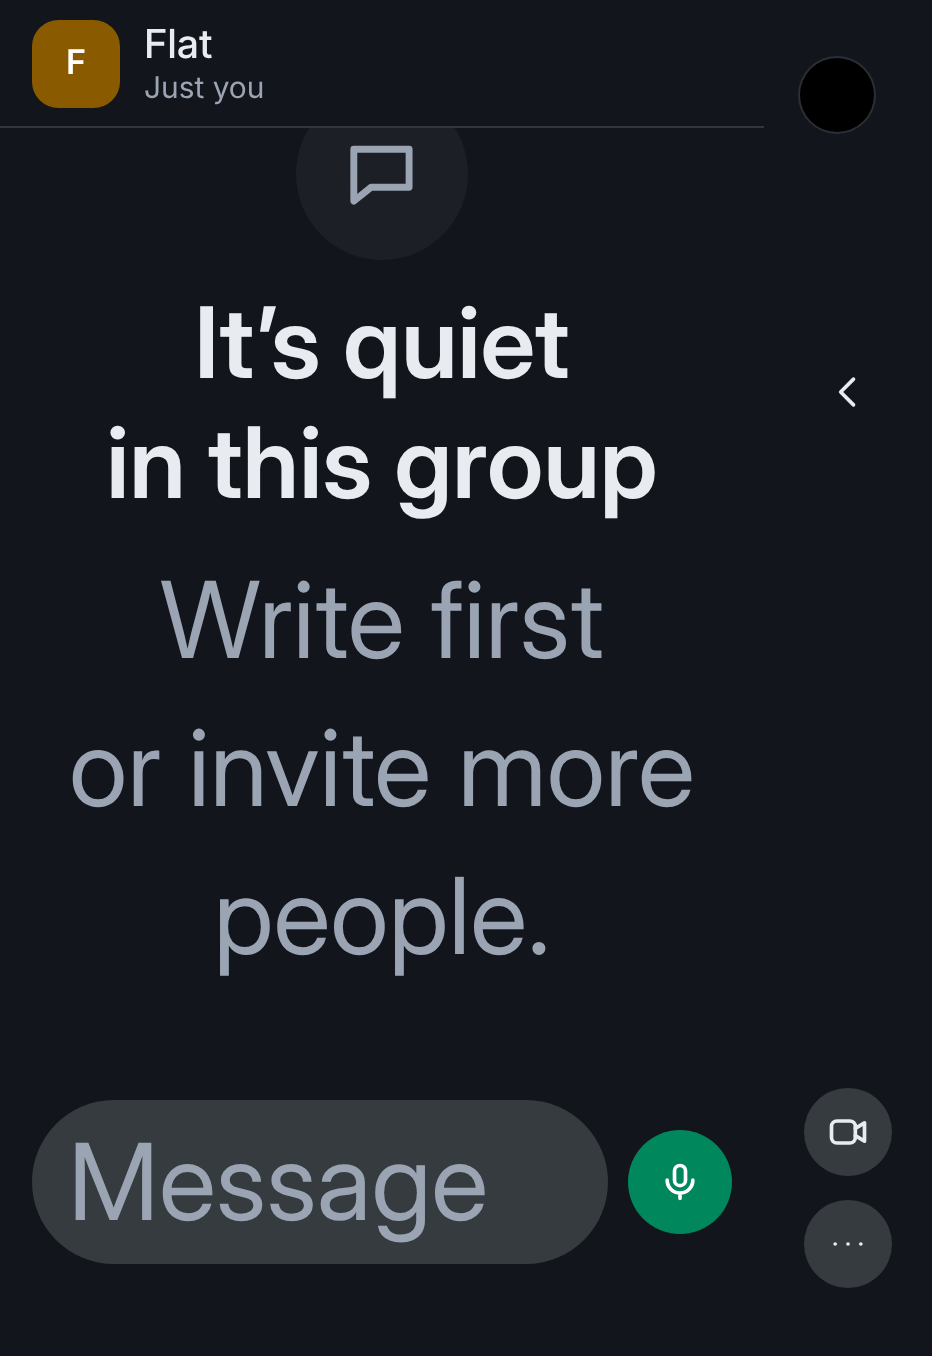 F
Flat
Just you
It’s quiet
in this group
Write first
or invite more
people.
Message